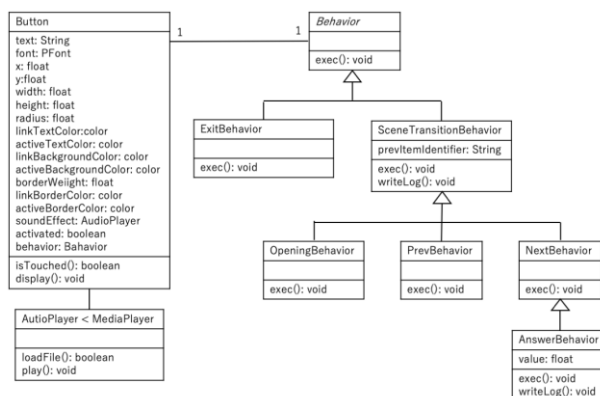 Button
text: String
font: PFont
x: float
y:float
width: float
height: float
radius: float
linkTextColor:color
activeTextColor: color
linkBackgroundColor: color
activeBackgroundColor: color
borderWeiight: float
linkBorderColor: color
activeBorderColor: color
soundEffect: AudioPlayer
activated: boolean
behavior: Bahavior
isTouched(): boolean
display(): void
1
1
Behavior
exec(): void
ExitBehavior
exec(): void
SceneTransitionBehavior
prevItemIdentifier: String
exec(): void
writeLog(): void
OpeningBehavior
exec(): void
PrevBehavior
exec(): void
NextBehavior
exec(): void
AutioPlayer < MediaPlayer
loadFile(): boolean
play(): void
AnswerBehavior
value: float
exec(): void
writeLog(): void